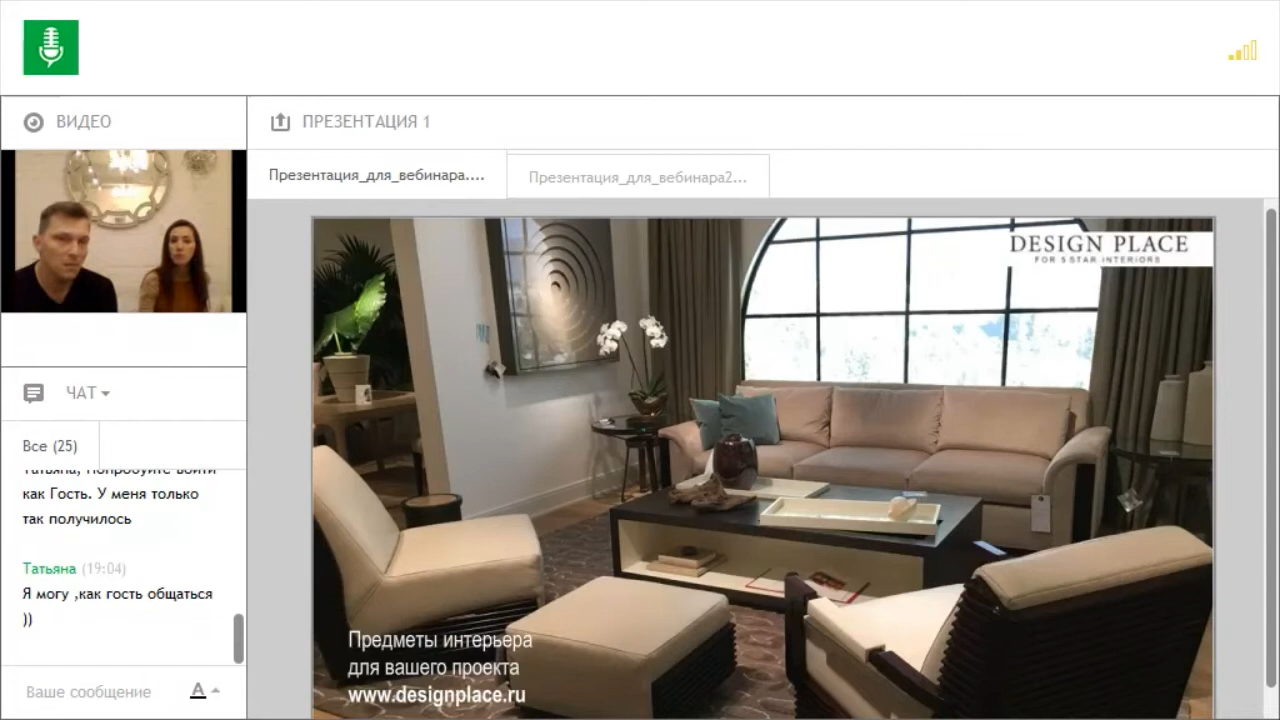 ВИДЕО
ПРЕЗЕНТАЦИЯ 1
Презентация_для_вебинара....
Презентация_для_вебинара2...
DESIGN PLACE
FOR 5 STAR INTERIORS
ЧАТ
Все (25)
Татьяна, Попробуйте войти
как Гость. У меня только
так получилось
Татьяна (19:04)
Я могу ,как гость общаться
))
Ваше сообщение
A
Предметы интерьера
для вашего проекта
www.designplace.ru